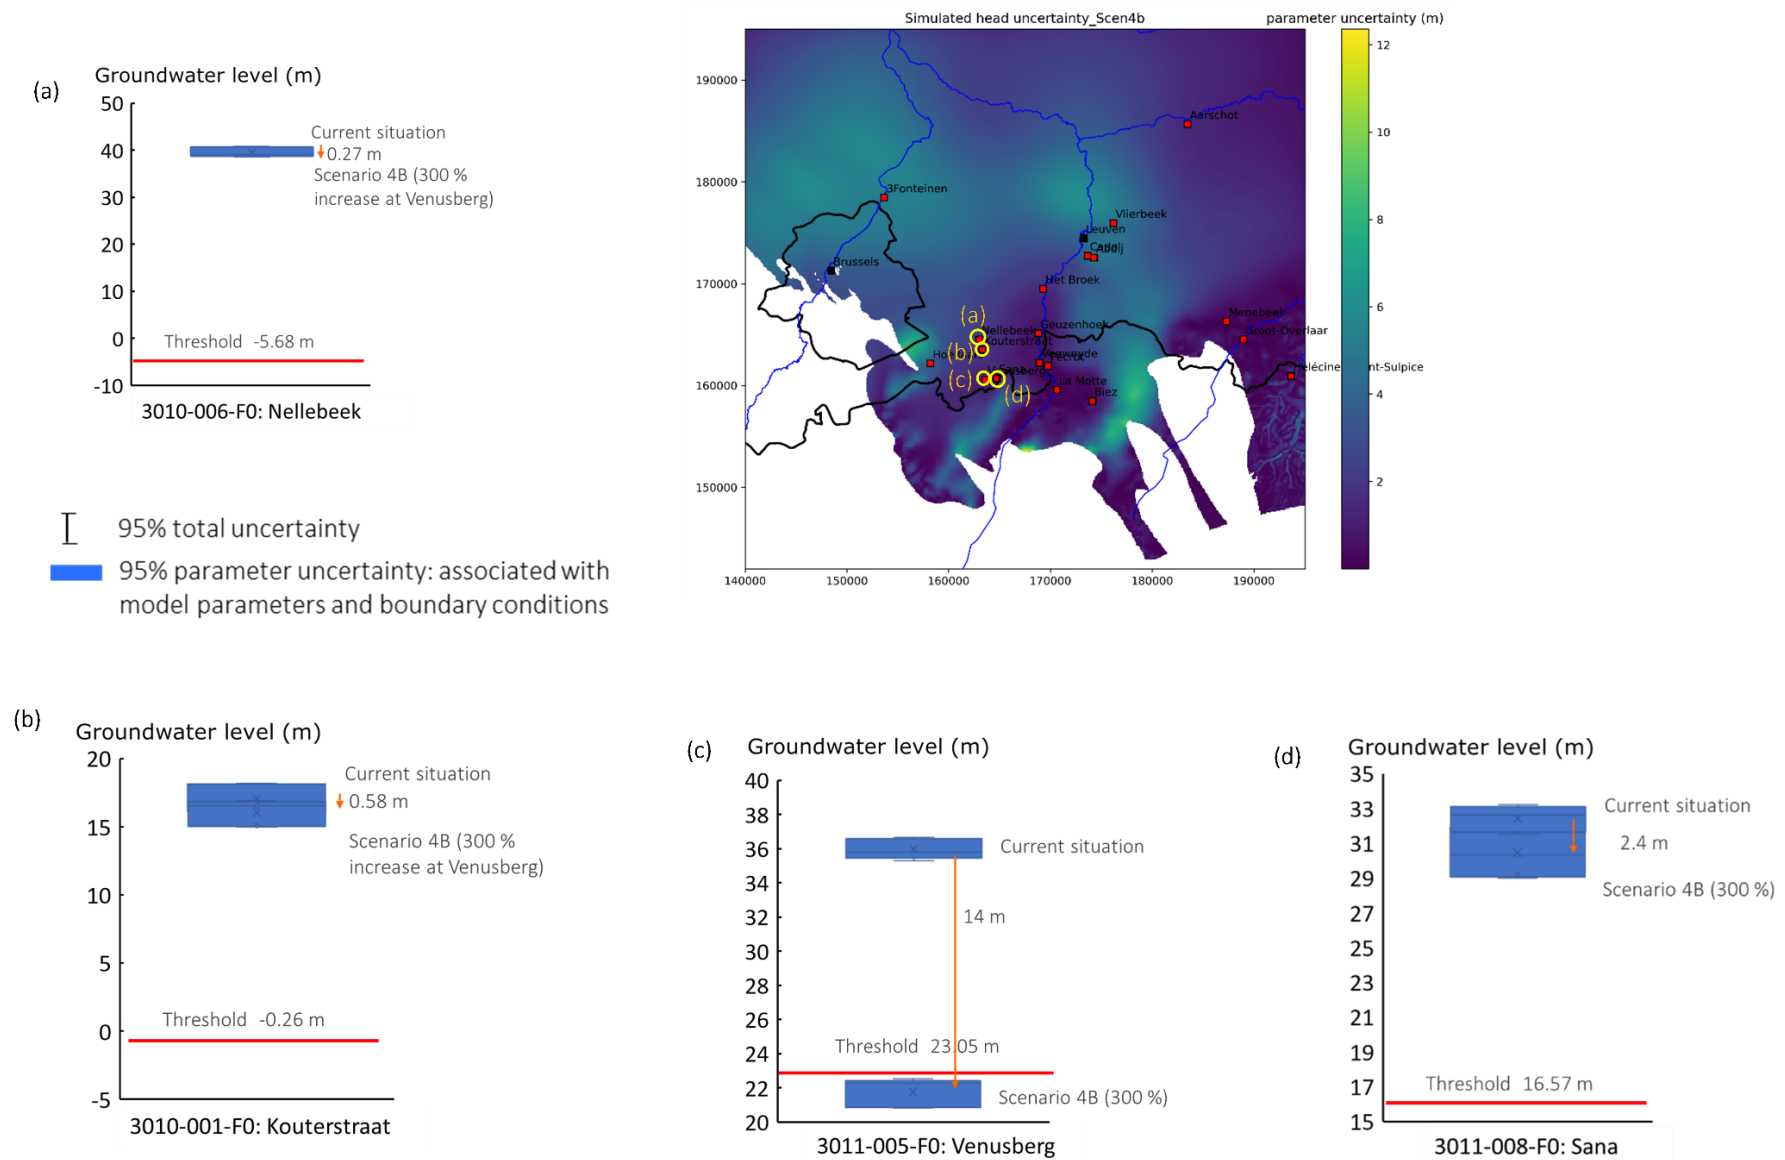 (a)
Groundwater level (m)
50
40
30
20
10
0
-10
Current situation
0.27 m
Scenario 4B (300 %
increase at Venusberg)
Threshold -5.68 m
3010-006-F0: Nellebeek
95% total uncertainty
95% parameter uncertainty: associated with
model parameters and boundary conditions
Simulated head uncertainty_Scen4b
parameter uncertainty (m)
190000
180000
170000
160000
150000
140000
150000
160000
170000
180000
190000
12
10
8
6
4
2
Aarschot
3Fonteinen
Vlierbeek
Leuven
Brussels
Het Broek
Menebeek
Groot-Overlaar
(a)
Nellebeek
Geuzenhoek
Kouterstraat
(b)
Pécrot
(c)
Sana
(d)
La Motte
Biez
(b)
Groundwater level (m)
20
15
10
5
0
-5
Current situation
0.58 m
Scenario 4B (300 %
increase at Venusberg)
Threshold -0.26 m
3010-001-F0: Kouterstraat
(c)
Groundwater level (m)
40
38
36
34
32
30
28
26
24
22
20
Current situation
14 m
Threshold 23.05 m
Scenario 4B (300 %)
3011-005-F0: Venusberg
(d)
Groundwater level (m)
35
33
31
29
27
25
23
21
19
17
15
Current situation
2.4 m
Scenario 4B (300 %)
Threshold 16.57 m
3011-008-F0: Sana